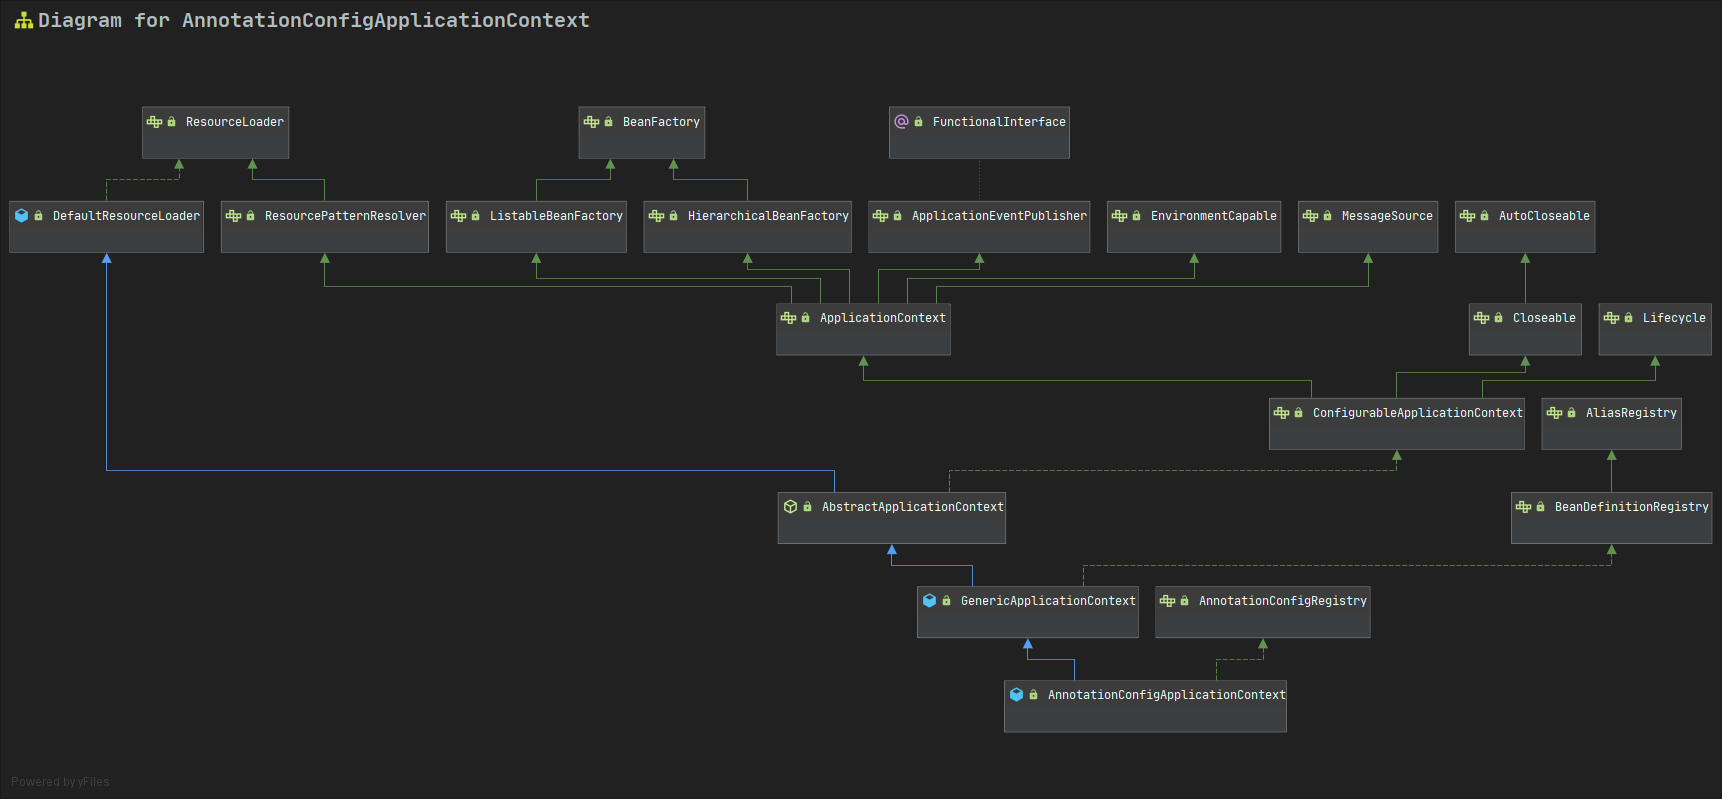 Diagram for AnnotationConfigApplicationContext
ResourceLoader
BeanFactory
FunctionalInterface
DefaultResourceLoader
ResourcePatternResolver
ListableBeanFactory
HierarchicalBeanFactory
ApplicationEventPublisher
EnvironmentCapable
MessageSource
AutoCloseable
ApplicationContext
Closeable
Lifecycle
ConfigurableApplicationContext
AliasRegistry
AbstractApplicationContext
BeanDefinitionRegistry
GenericApplicationContext
AnnotationConfigRegistry
AnnotationConfigApplicationContext
Powered by yFiles